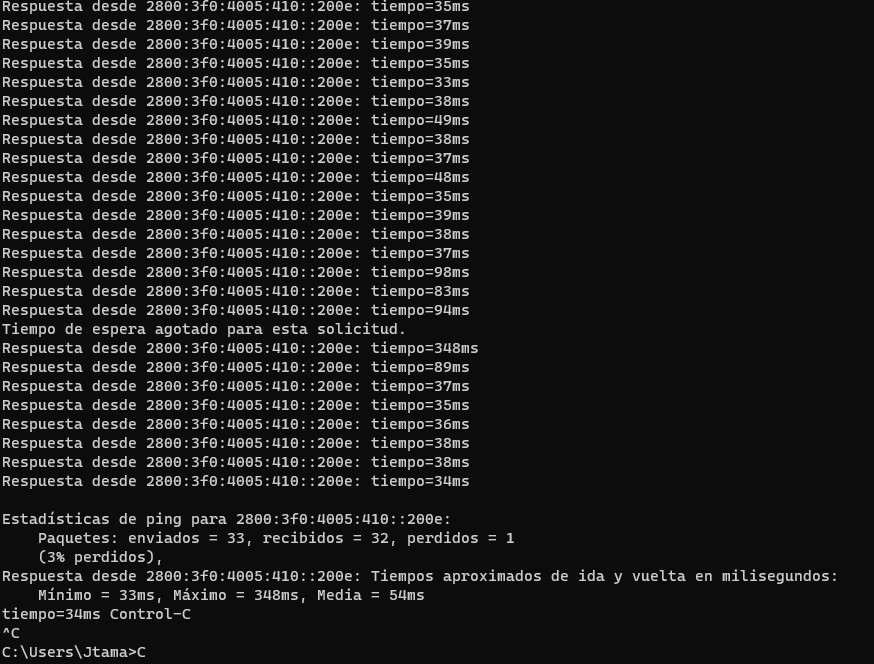 Respuesta desde 2800:3f0:4005:410::200e: tiempo=35ms
Respuesta desde 2800:3f0:4005:410::200e: tiempo=37ms
Respuesta desde 2800:3f0:4005:410::200e: tiempo=39ms
Respuesta desde 2800:3f0:4005:410::200e: tiempo=35ms
Respuesta desde 2800:3f0:4005:410::200e: tiempo=33ms
Respuesta desde 2800:3f0:4005:410::200e: tiempo=38ms
Respuesta desde 2800:3f0:4005:410::200e: tiempo=49ms
Respuesta desde 2800:3f0:4005:410::200e: tiempo=38ms
Respuesta desde 2800:3f0:4005:410::200e: tiempo=37ms
Respuesta desde 2800:3f0:4005:410::200e: tiempo=48ms
Respuesta desde 2800:3f0:4005:410::200e: tiempo=35ms
Respuesta desde 2800:3f0:4005:410::200e: tiempo=39ms
Respuesta desde 2800:3f0:4005:410::200e: tiempo=38ms
Respuesta desde 2800:3f0:4005:410::200e: tiempo=37ms
Respuesta desde 2800:3f0:4005:410::200e: tiempo=98ms
Respuesta desde 2800:3f0:4005:410::200e: tiempo=83ms
Respuesta desde 2800:3f0:4005:410::200e: tiempo=94ms
Tiempo de espera agotado para esta solicitud.
Respuesta desde 2800:3f0:4005:410::200e: tiempo=348ms
Respuesta desde 2800:3f0:4005:410::200e: tiempo=89ms
Respuesta desde 2800:3f0:4005:410::200e: tiempo=37ms
Respuesta desde 2800:3f0:4005:410::200e: tiempo=35ms
Respuesta desde 2800:3f0:4005:410::200e: tiempo=36ms
Respuesta desde 2800:3f0:4005:410::200e: tiempo=38ms
Respuesta desde 2800:3f0:4005:410::200e: tiempo=38ms
Respuesta desde 2800:3f0:4005:410::200e: tiempo=34ms

Estadísticas de ping para 2800:3f0:4005:410::200e:
    Paquetes: enviados = 33, recibidos = 32, perdidos = 1
    (3% perdidos),
Respuesta desde 2800:3f0:4005:410::200e: Tiempos aproximados de ida y vuelta en milisegundos:
    Mínimo = 33ms, Máximo = 348ms, Media = 54ms
tiempo=34ms Control-C
^C
C:\Users\Jtama>C